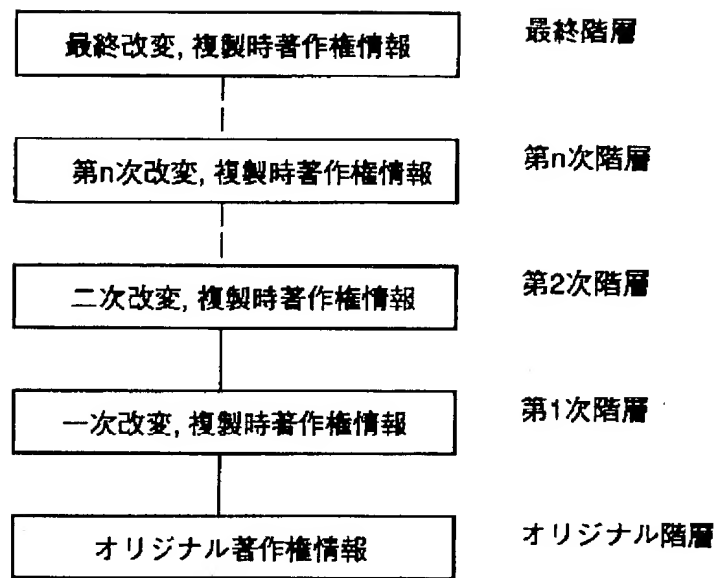 最終改変, 複製時著作権情報 最終階層
第n次改変, 複製時著作権情報 第n次階層
二次改変, 複製時著作権情報 第2次階層
一次改変, 複製時著作権情報 第1次階層
オリジナル著作権情報 オリジナル階層